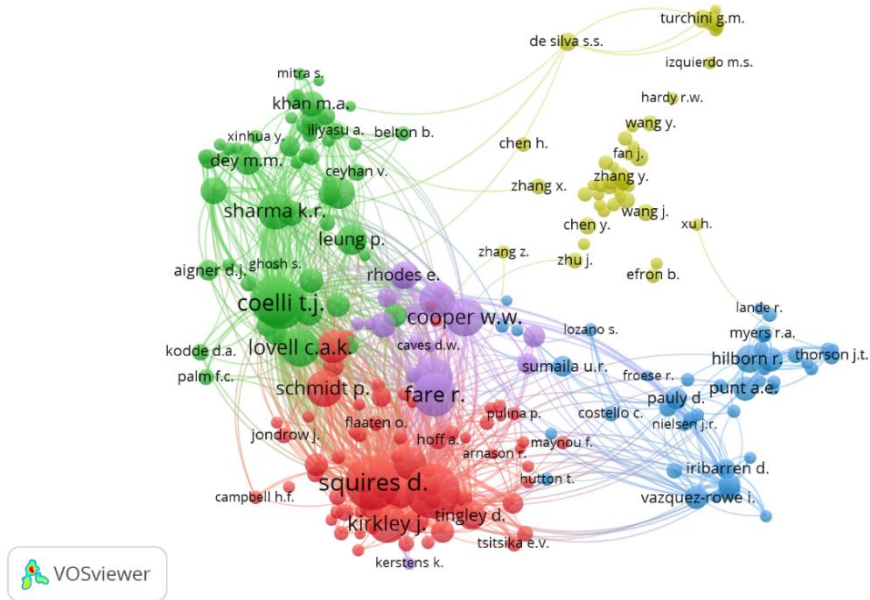 turchini g.m.
de silva s.s.
izquierdo m.s.
mitra s.
hardy r.w.
khan m.a.
wang y.
iliyasu a.
belton b.
xinhua y.
chen h.
fan j.
dey m.m.
ceyhan v.
zhang x.
zhang y.
sharma k.r.
wang j.
chen y.
xu h.
leung p.
zhang z.
zhu j.
aigner d.j.
ghosh s.
rhodes e.
efron b.
coelli t.j.
lande r.
cooper w.w.
lozano s.
myers r.a.
kodde d.a.
lovell c.a.k.
caves d.w.
hilborn r.
thorson j.t.
sumaila u.r.
froese r.
palm f.c.
schmidt p.
fare r.
punt a.e.
pauly d.
pulina p.
costello c.
flaaten o.
nielsen j.r.
jondrow j.
hoff a.
maynou f.
arnason r.
iribarren d.
squires d.
hutton t.
campbell h.f.
vazquez-rowe i.
kirkley j.
tingley d.
tsitsika e.v.
kerstens k.
VOSviewer